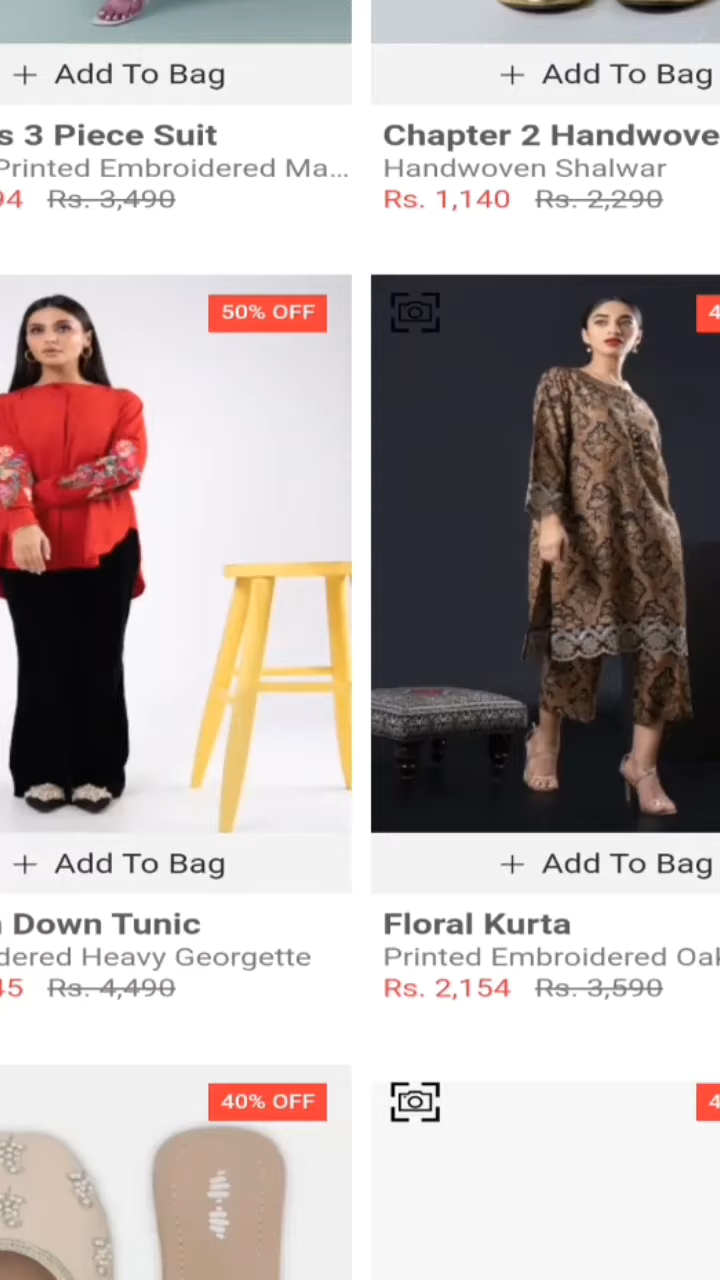 + Add To Bag
+ Add To Bag
s 3 Piece Suit
Printed Embroidered Ma...
94 Rs. 3,490
Chapter 2 Handwove
Handwoven Shalwar
Rs. 1,140 Rs. 2,290
50% OFF
4
+ Add To Bag
+ Add To Bag
Down Tunic
dered Heavy Georgette
45 Rs. 4,490
Floral Kurta
Printed Embroidered Oak
Rs. 2,154 Rs. 3,590
40% OFF
4